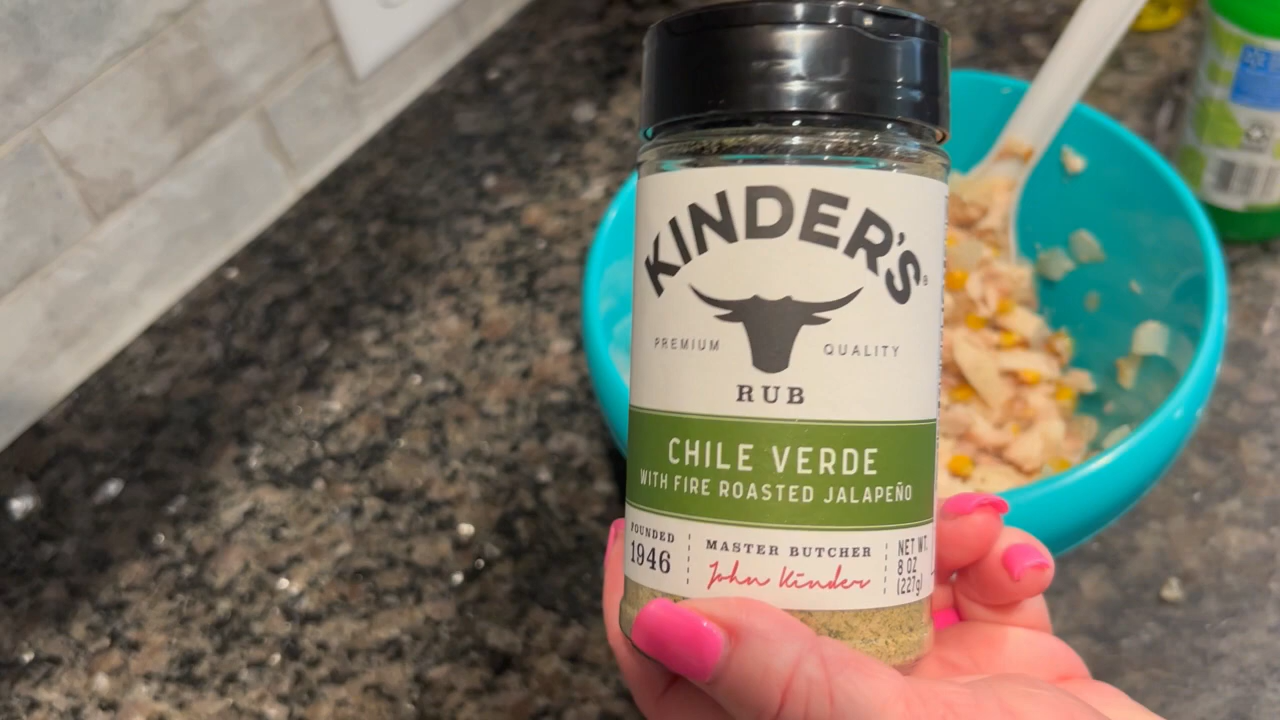 KINDER'S®
PREMIUM QUALITY
RUB
CHILE VERDE
WITH FIRE ROASTED JALAPEÑO
FOUNDED
1946
MASTER BUTCHER
John Kinder
NET WT.
8 OZ
(227g)